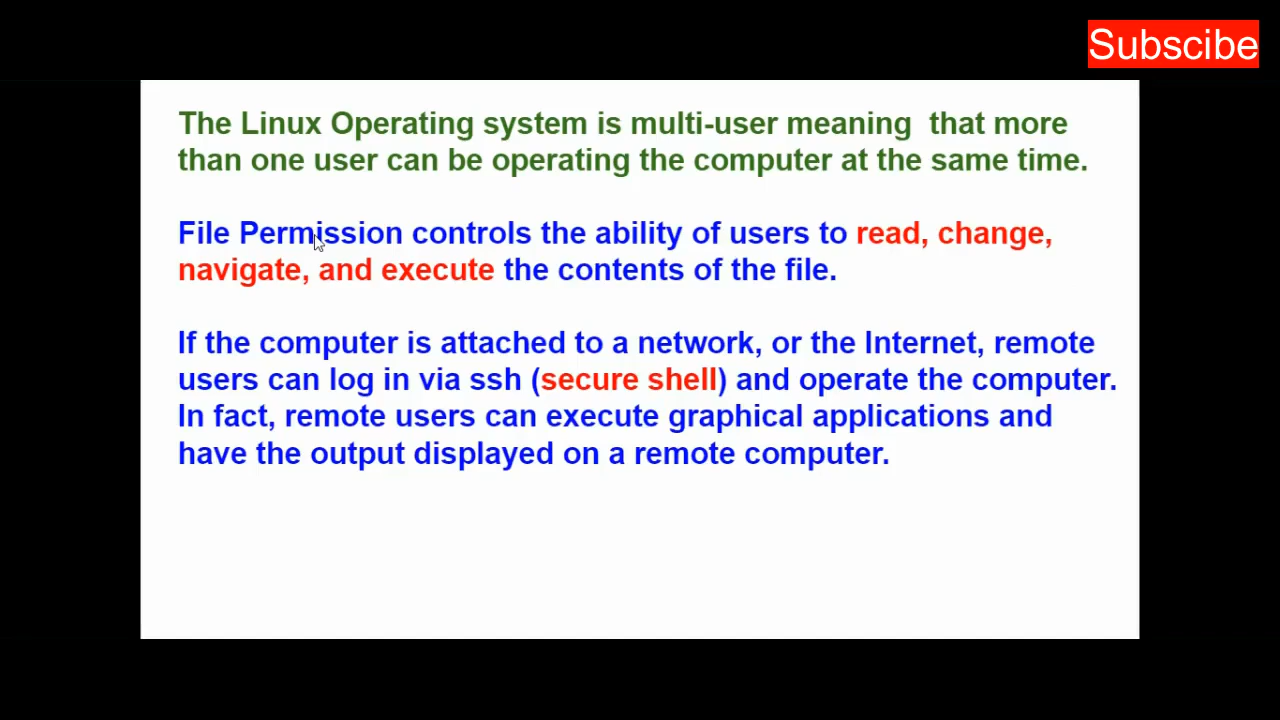 Subscibe
The Linux Operating system is multi-user meaning  that more
than one user can be operating the computer at the same time.
File Permission controls the ability of users to read, change,
navigate, and execute the contents of the file.
If the computer is attached to a network, or the Internet, remote
users can log in via ssh (secure shell) and operate the computer.
In fact, remote users can execute graphical applications and
have the output displayed on a remote computer.